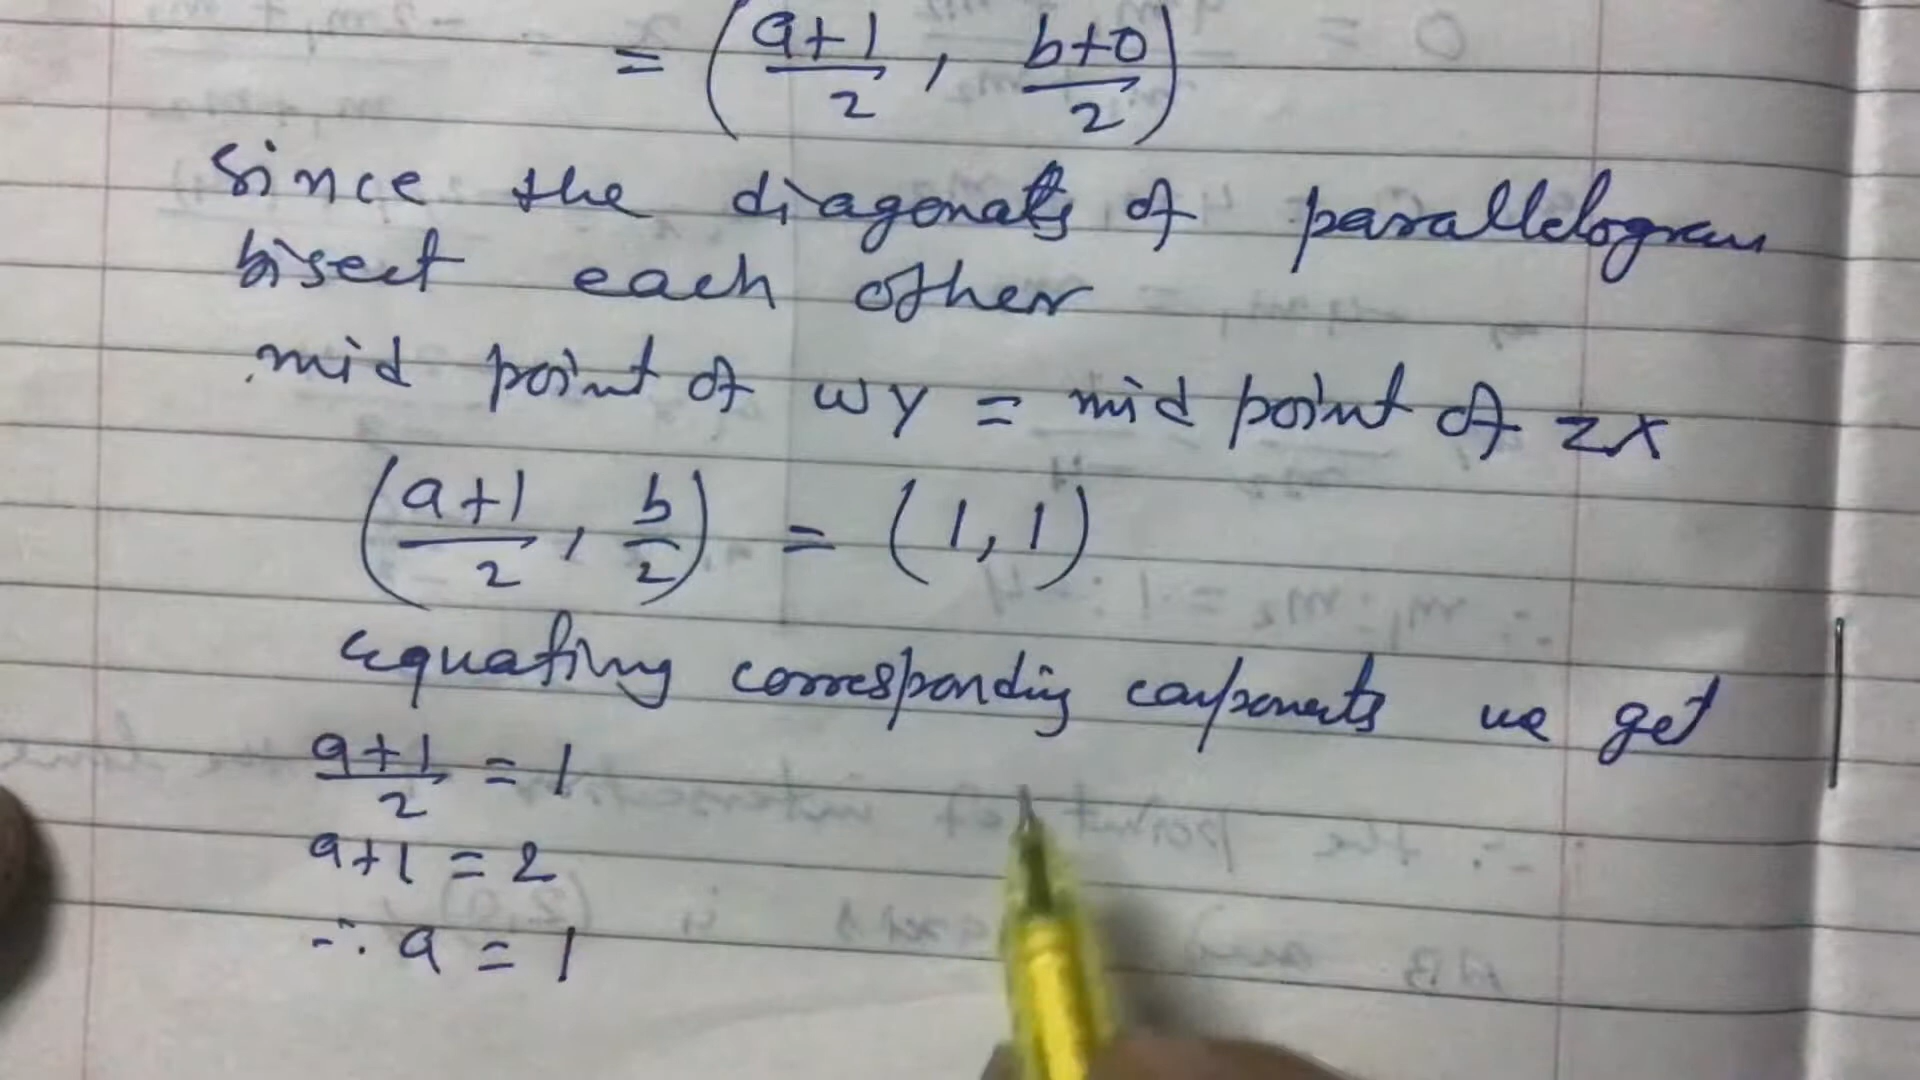 = (a+1/2, b+0/2)
Since the diagonals of parallelogram
bisect each other
mid point of WY = mid point of ZX
(a+1/2, b/2) = (1, 1)
Equating corresponding components we get
a+1/2 = 1
a+1 = 2
∴ a = 1